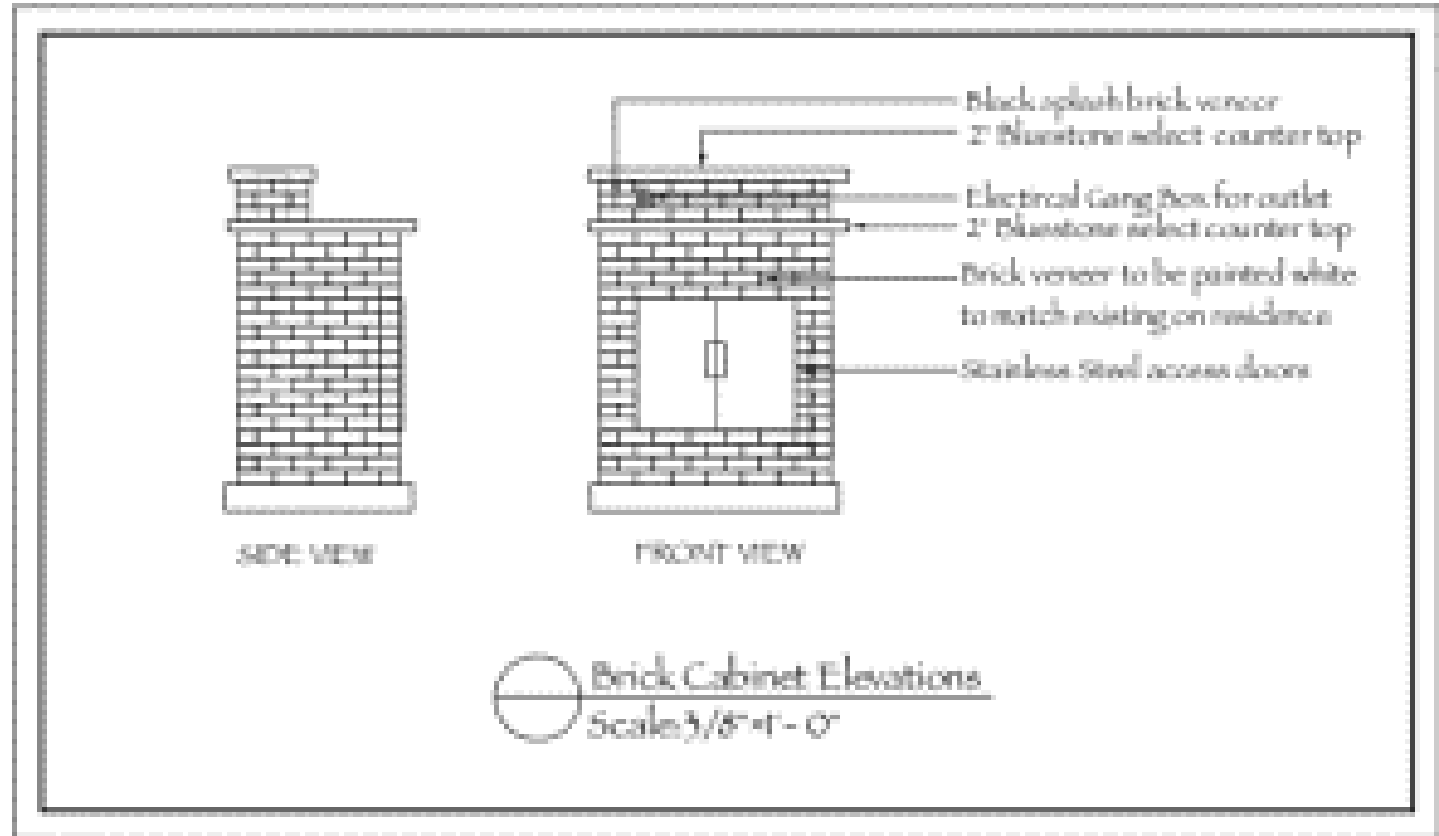 Back splash brick veneer
2" Bluestone select counter top
Electircal Gang Box for outlet
2" Bluestone select counter top
Brick veneer to be painted white
to match existing on residence
Stainless Steel access doors
SIDE VIEW
FRONT VIEW
Brick Cabinet Elevations
Scale:3/8"=1'- 0"